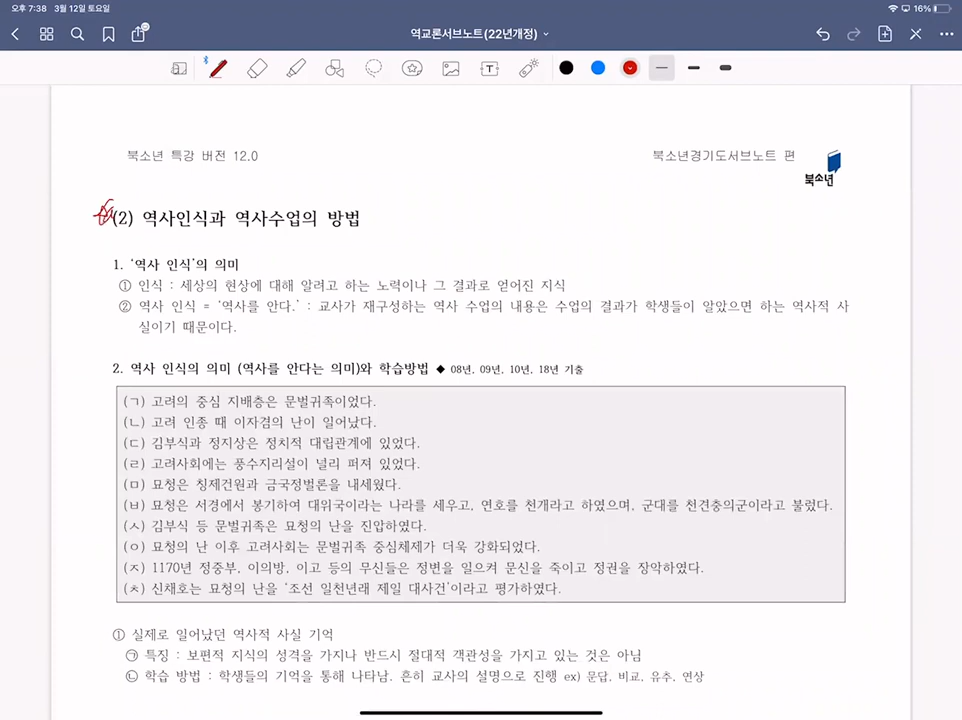 오후 7:38 3월 12일 토요일
16%
역교론서브노트(22년개정)
북소년 특강 버전 12.0
북소년경기도서브노트 편
북소년
(2) 역사인식과 역사수업의 방법
1. ‘역사 인식’의 의미
① 인식 : 세상의 현상에 대해 알려고 하는 노력이나 그 결과로 얻어진 지식
② 역사 인식 = ‘역사를 안다.’ : 교사가 재구성하는 역사 수업의 내용은 수업의 결과가 학생들이 알았으면 하는 역사적 사
실이기 때문이다.
2. 역사 인식의 의미 (역사를 안다는 의미)와 학습방법 ◆ 08년, 09년, 10년, 18년 기출
(ㄱ) 고려의 중심 지배층은 문벌귀족이었다.
(ㄴ) 고려 인종 때 이자겸의 난이 일어났다.
(ㄷ) 김부식과 정지상은 정치적 대립관계에 있었다.
(ㄹ) 고려사회에는 풍수지리설이 널리 퍼져 있었다.
(ㅁ) 묘청은 칭제건원과 금국정벌론을 내세웠다.
(ㅂ) 묘청은 서경에서 봉기하여 대위국이라는 나라를 세우고, 연호를 천개라고 하였으며, 군대를 천견충의군이라고 불렀다.
(ㅅ) 김부식 등 문벌귀족은 묘청의 난을 진압하였다.
(ㅇ) 묘청의 난 이후 고려사회는 문벌귀족 중심체제가 더욱 강화되었다.
(ㅈ) 1170년 정중부, 이의방, 이고 등의 무신들은 정변을 일으켜 문신을 죽이고 정권을 장악하였다.
(ㅊ) 신채호는 묘청의 난을 ‘조선 일천년래 제일 대사건’이라고 평가하였다.
① 실제로 일어났던 역사적 사실 기억
㉠ 특징 : 보편적 지식의 성격을 가지나 반드시 절대적 객관성을 가지고 있는 것은 아님
㉡ 학습 방법 : 학생들의 기억을 통해 나타남. 흔히 교사의 설명으로 진행 ex) 문답, 비교, 유추, 연상